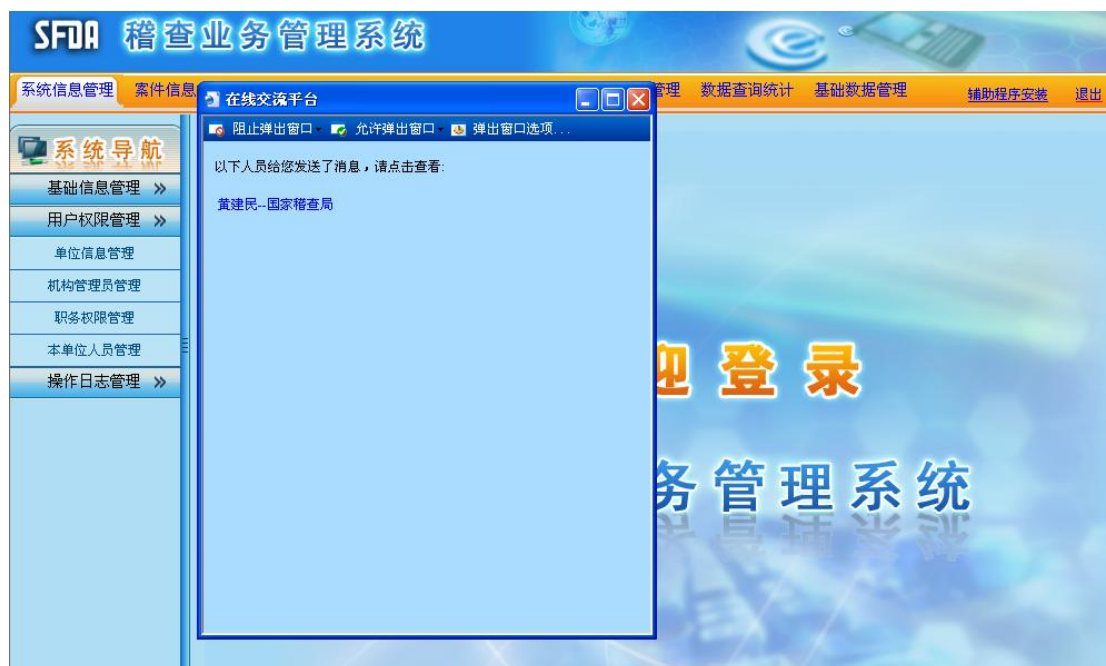 SFDA 稽查业务管理系统
系统信息管理 案件信息 管理 数据查询统计 基础数据管理 辅助程序安装 退出
在线交流平台
阻止弹出窗口 允许弹出窗口 弹出窗口选项...
以下人员给您发送了消息，请点击查看:
黄建民--国家稽查局
系统导航
基础信息管理 »
用户权限管理 »
单位信息管理
机构管理员管理
职务权限管理
本单位人员管理
操作日志管理 »
迎登录
务管理系统